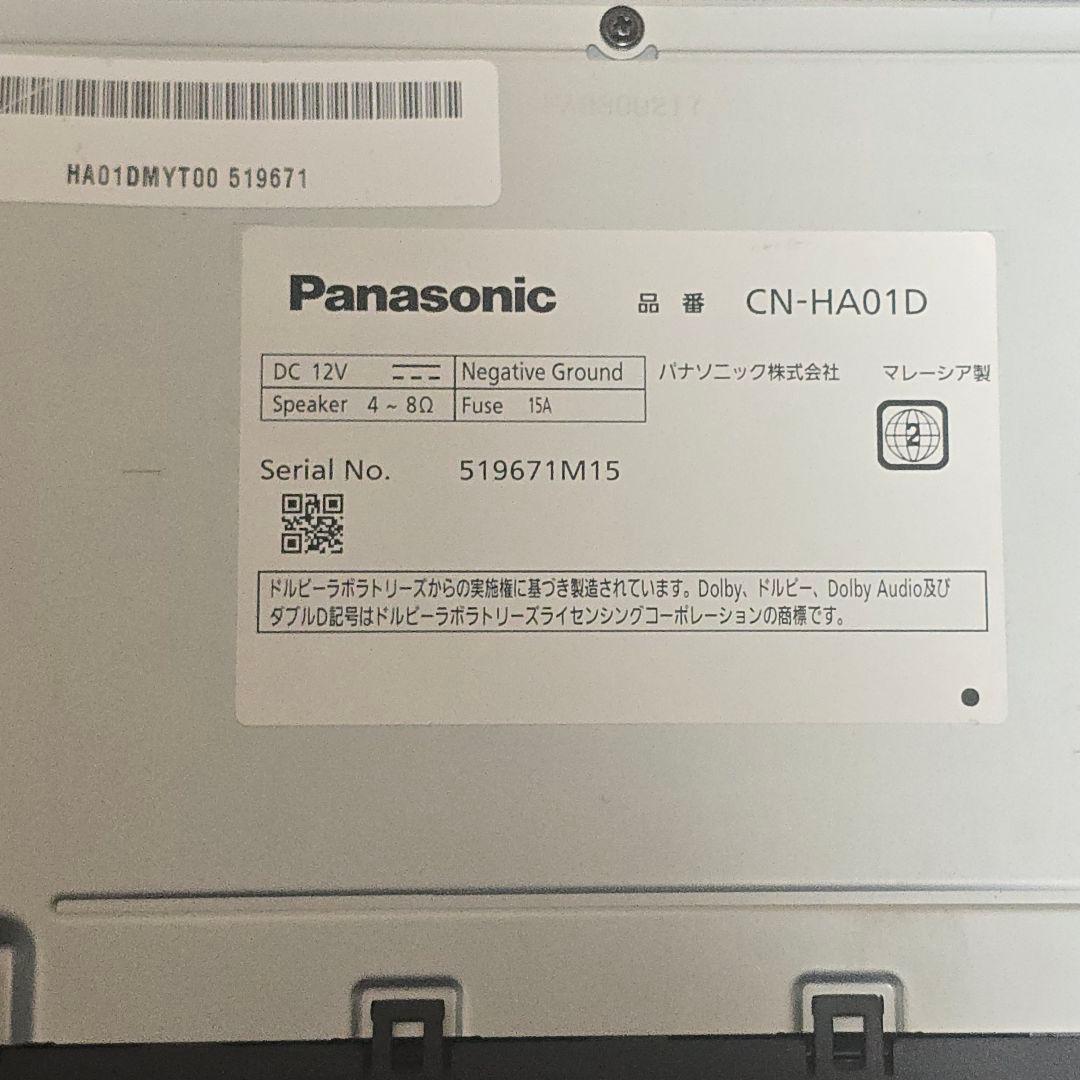 HA01DMYT00 519671
Panasonic 品番 CN-HA01D
DC 12V Negative Ground パナソニック株式会社 マレーシア製
Speaker 4 ~ 8Ω Fuse 15A
2
Serial No. 519671M15
ドルビーラボラトリーズからの実施権に基づき製造されています。Dolby、ドルビー、Dolby Audio及び
ダブルD記号はドルビーラボラトリーズライセンシングコーポレーションの商標です。